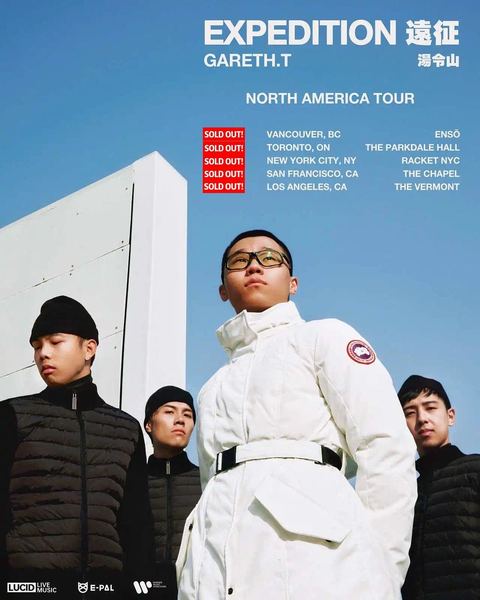 EXPEDITION 遠征
GARETH.T 湯令山
NORTH AMERICA TOUR
SOLD OUT! VANCOUVER, BC ENSŌ
SOLD OUT! TORONTO, ON THE PARKDALE HALL
SOLD OUT! NEW YORK CITY, NY RACKET NYC
SOLD OUT! SAN FRANCISCO, CA THE CHAPEL
SOLD OUT! LOS ANGELES, CA THE VERMONT
LUCID LIVE MUSIC
E-PAL